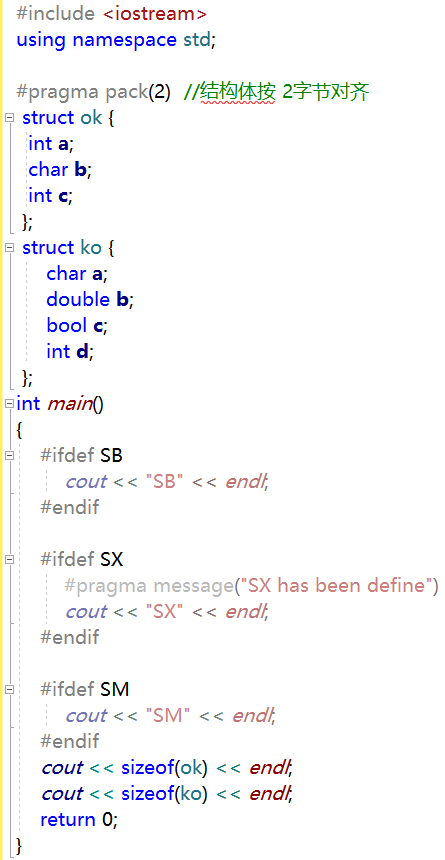 #include <iostream>
using namespace std;

#pragma pack(2)  //结构体按 2字节对齐
struct ok {
int a;
char b;
int c;
};
struct ko {
    char a;
    double b;
    bool c;
    int d;
};
int main()
{
    #ifdef SB
        cout << "SB" << endl;
    #endif

    #ifdef SX
        #pragma message("SX has been define")
        cout << "SX" << endl;
    #endif

    #ifdef SM
        cout << "SM" << endl;
    #endif
    cout << sizeof(ok) << endl;
    cout << sizeof(ko) << endl;
    return 0;
}